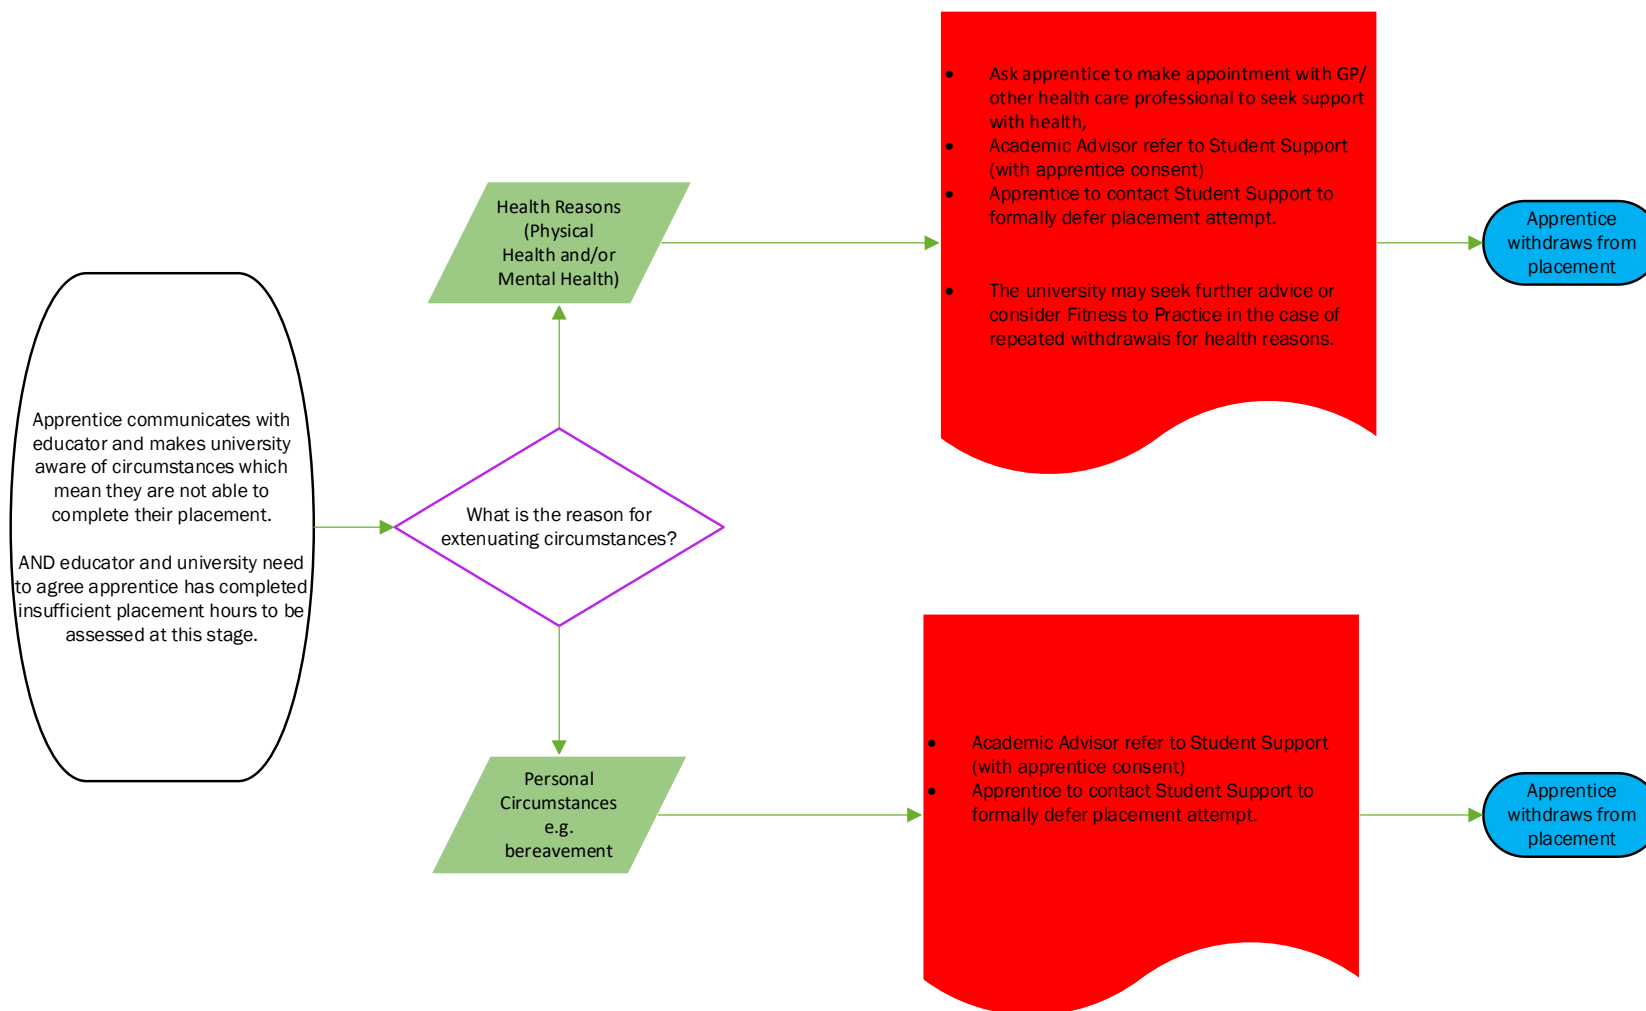 Apprentice communicates with
educator and makes university
aware of circumstances which
mean they are not able to
complete their placement.
AND educator and university need
to agree apprentice has completed
insufficient placement hours to be
assessed at this stage.
What is the reason for
extenuating circumstances?
Health Reasons
(Physical
Health and/or
Mental Health)
• Ask apprentice to make appointment with GP/
other health care professional to seek support
with health,
• Academic Advisor refer to Student Support
(with apprentice consent)
• Apprentice to contact Student Support to
formally defer placement attempt.
• The university may seek further advice or
consider Fitness to Practice in the case of
repeated withdrawals for health reasons.
Apprentice
withdraws from
placement
Personal
Circumstances
e.g.
bereavement
• Academic Advisor refer to Student Support
(with apprentice consent)
• Apprentice to contact Student Support to
formally defer placement attempt.
Apprentice
withdraws from
placement